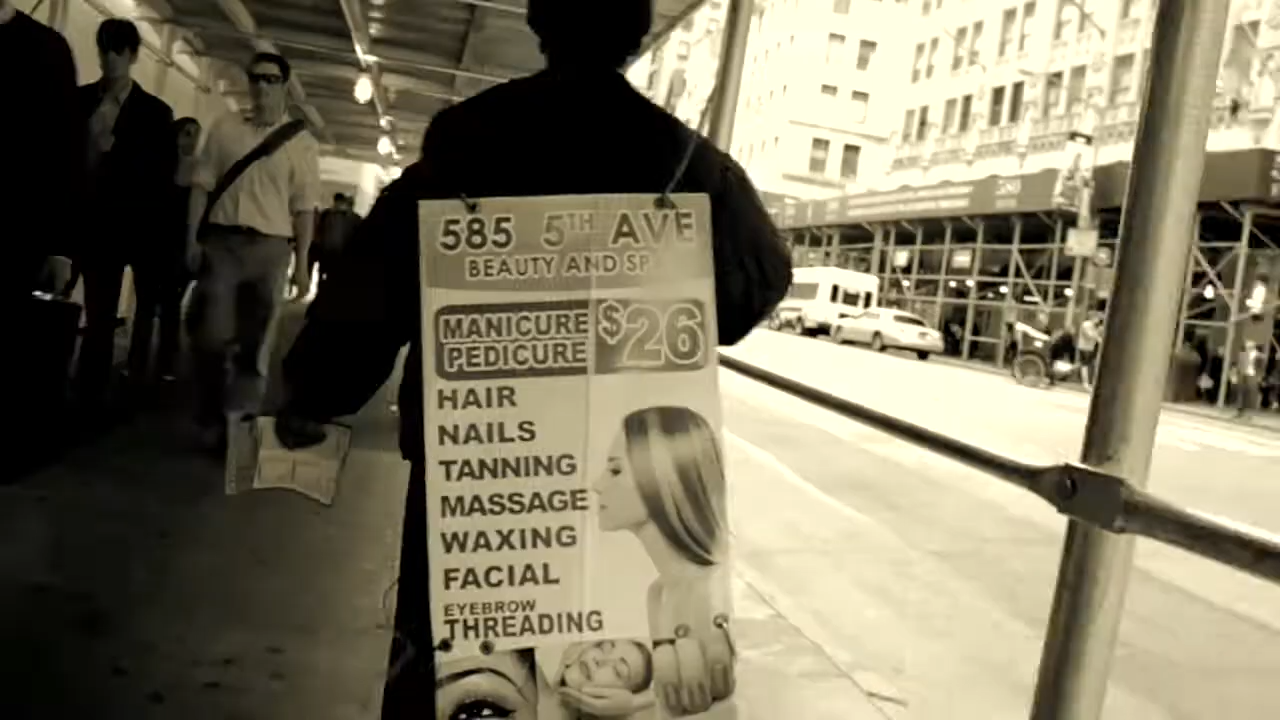 585 5TH AVE
BEAUTY AND SP
MANICURE
PEDICURE
$26
HAIR
NAILS
TANNING
MASSAGE
WAXING
FACIAL
EYEBROW
THREADING